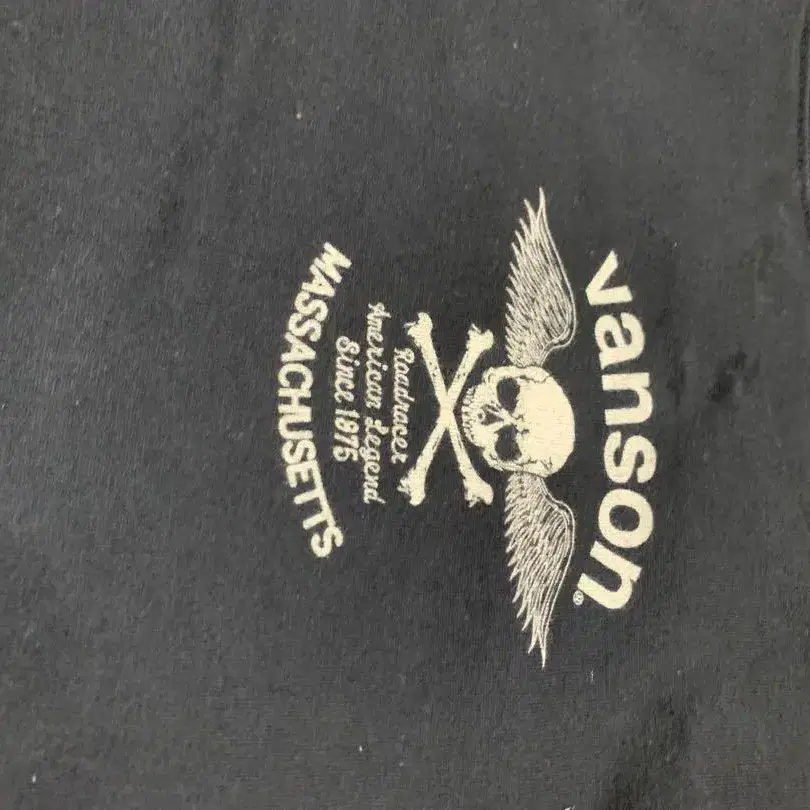 vanson®
Roadracer
American Legend
Since 1975
MASSACHUSETTS